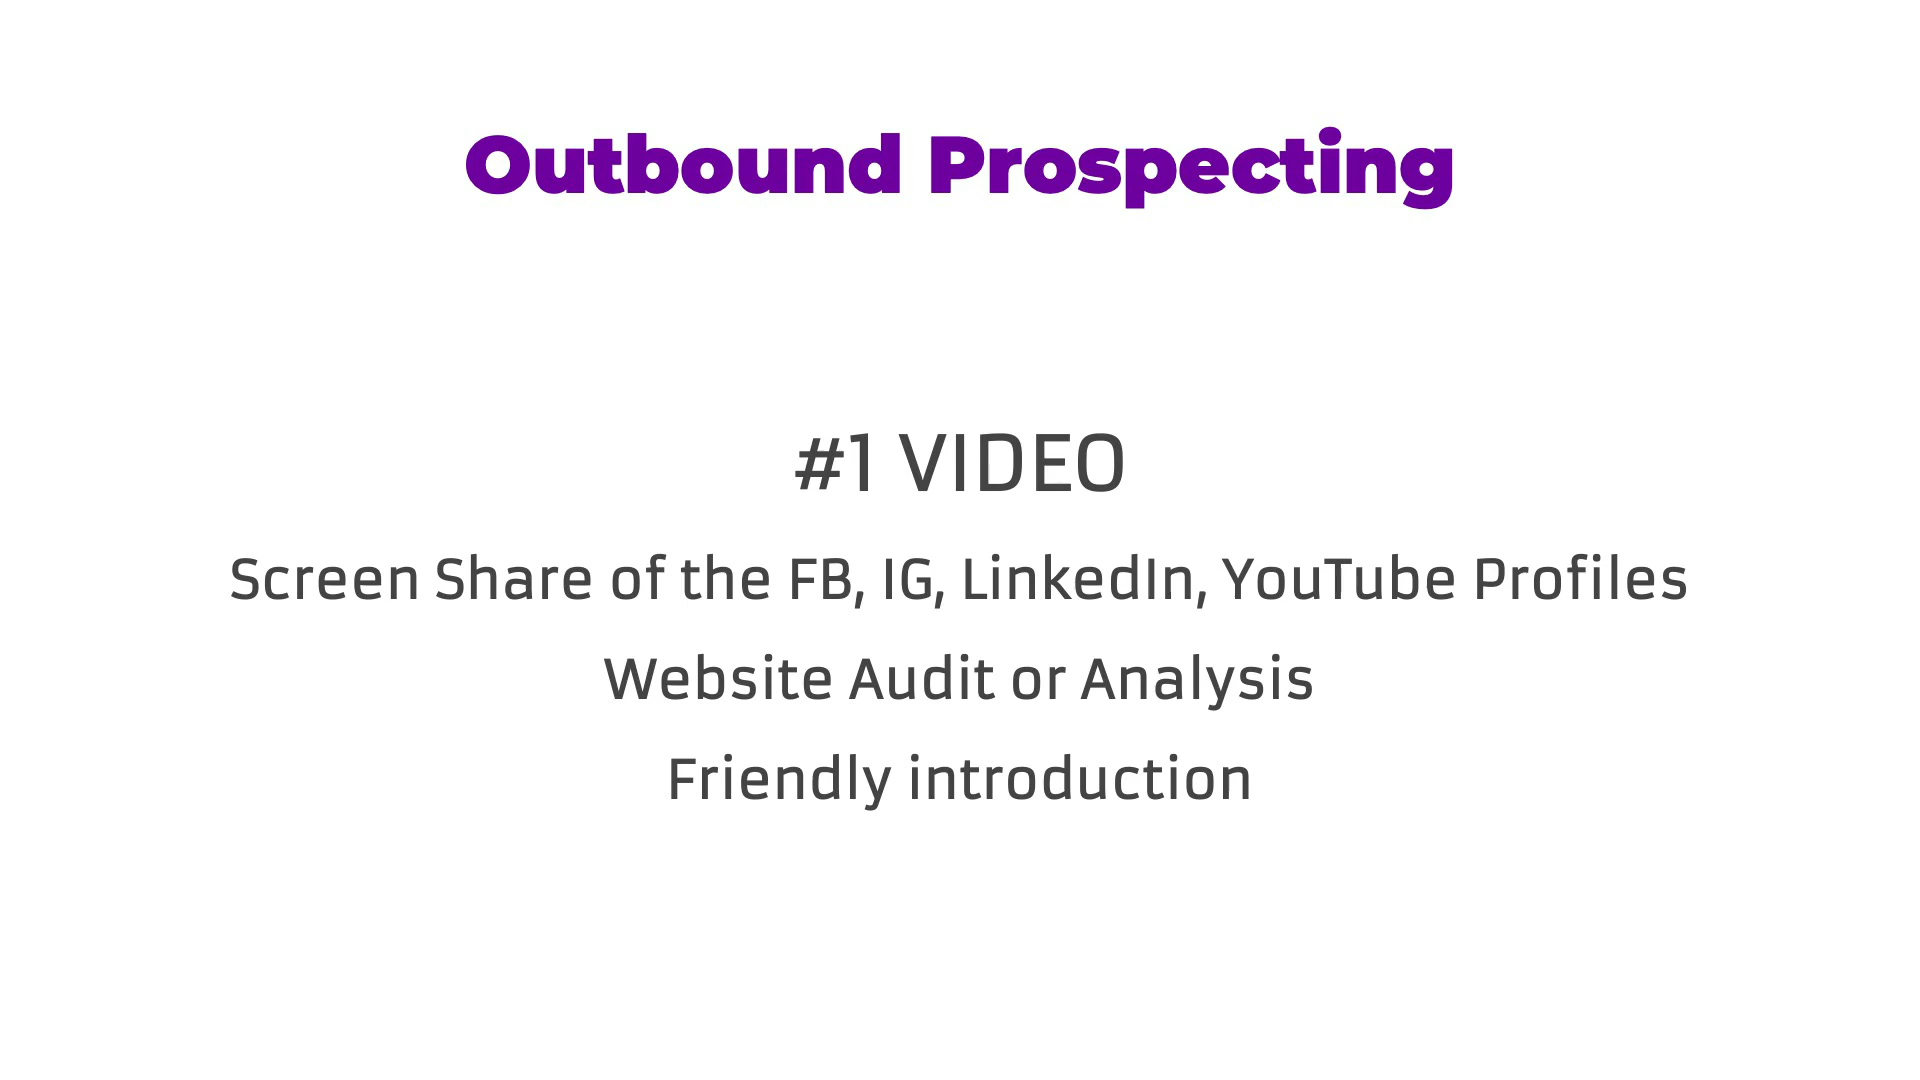 Outbound Prospecting
#1 VIDEO
Screen Share of the FB, IG, LinkedIn, YouTube Profiles
Website Audit or Analysis
Friendly introduction